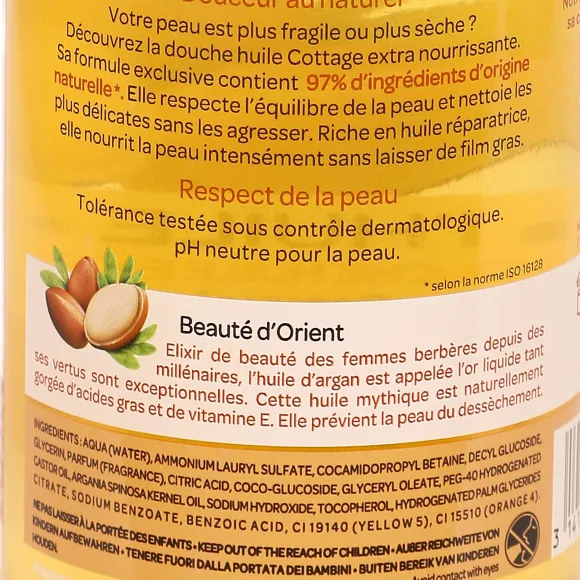 Douceur au naturel
Votre peau est plus fragile ou plus sèche ?
Découvrez la douche huile Cottage extra nourrissante.
Sa formule exclusive contient 97% d'ingrédients d'origine
naturelle*. Elle respecte l'équilibre de la peau et nettoie les
plus délicates sans les agresser. Riche en huile réparatrice,
elle nourrit la peau intensément sans laisser de film gras.
Respect de la peau
Tolérance testée sous contrôle dermatologique.
pH neutre pour la peau.
* selon la norme ISO 16128
Beauté d'Orient
Elixir de beauté des femmes berbères depuis des
millénaires, l'huile d'argan est appelée l'or liquide tant
ses vertus sont exceptionnelles. Cette huile mythique est naturellement
gorgée d'acides gras et de vitamine E. Elle prévient la peau du dessèchement.
INGREDIENTS : AQUA (WATER), AMMONIUM LAURYL SULFATE, COCAMIDOPROPYL BETAINE, DECYL GLUCOSIDE,
GLYCERIN, PARFUM (FRAGRANCE), CITRIC ACID, COCO-GLUCOSIDE, GLYCERYL OLEATE, PEG-40 HYDROGENATED
CASTOR OIL, ARGANIA SPINOSA KERNEL OIL, SODIUM HYDROXIDE, TOCOPHEROL, HYDROGENATED PALM GLYCERIDES
CITRATE, SODIUM BENZOATE, BENZOIC ACID, CI 19140 (YELLOW 5), CI 15510 (ORANGE 4).
NE PAS LAISSER À LA PORTÉE DES ENFANTS • KEEP OUT OF THE REACH OF CHILDREN • AUßER REICHWEITE VON
KINDERN AUFBEWAHREN • TENERE FUORI DALLA PORTATA DEI BAMBINI • BUITEN BEREIK VAN KINDEREN
HOUDEN.
Avoid contact with eyes